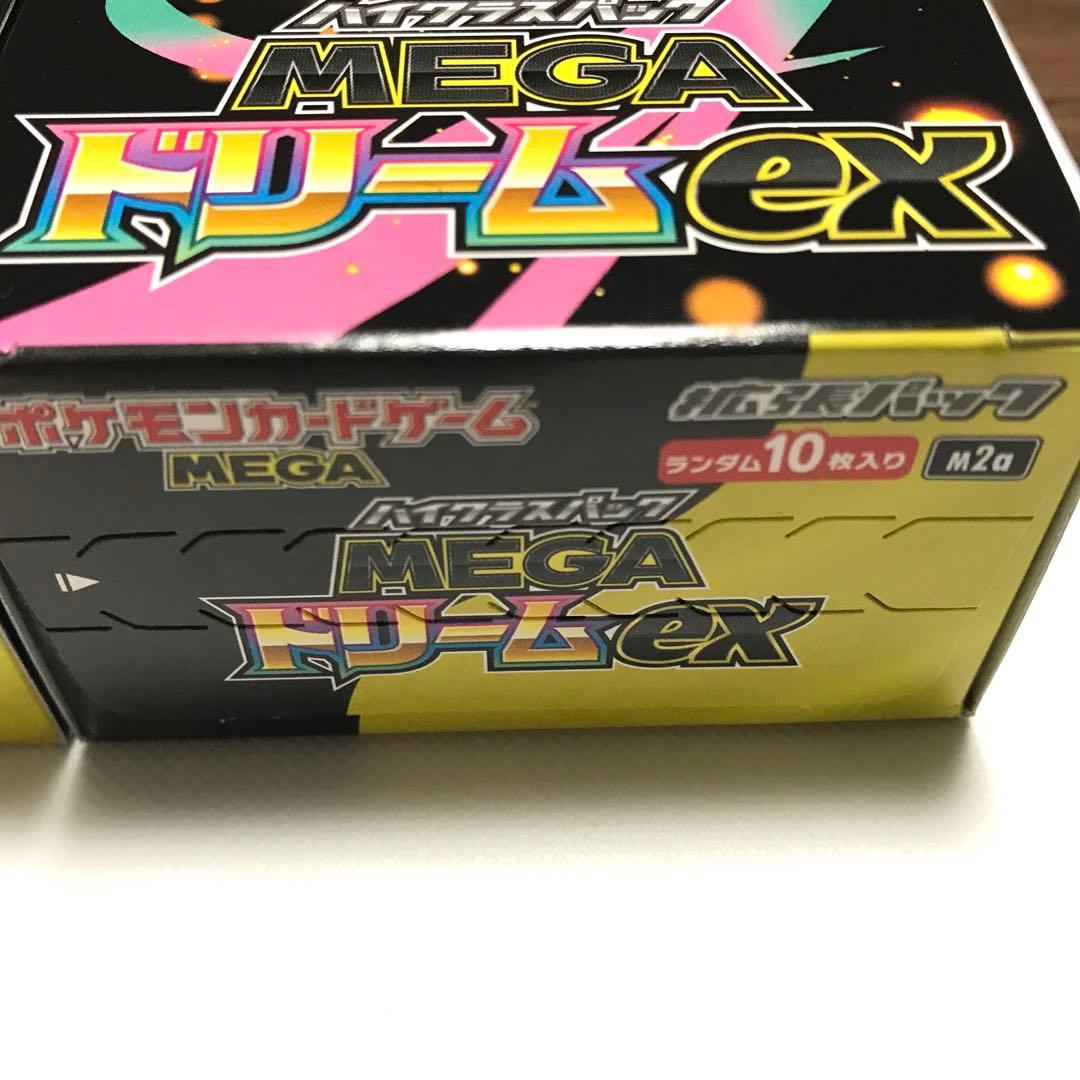 ハイクラスパック
MEGA
ドリームex
ポケモンカードゲーム
MEGA
拡張パック
ランダム10枚入り
M2a
ハイクラスパック
MEGA
ドリームex